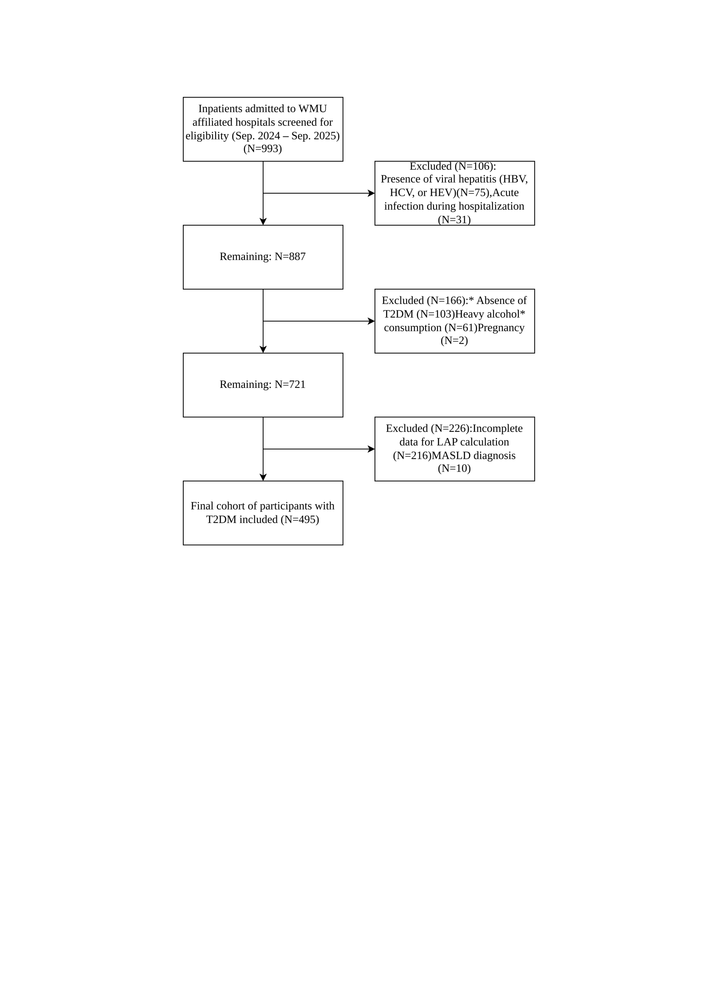 Inpatients admitted to WMU
affiliated hospitals screened for
eligibility (Sep. 2024 – Sep. 2025)
(N=993)
Excluded (N=106):
Presence of viral hepatitis (HBV,
HCV, or HEV)(N=75),Acute
infection during hospitalization
(N=31)
Remaining: N=887
Excluded (N=166):* Absence of
T2DM (N=103)Heavy alcohol*
consumption (N=61)Pregnancy
(N=2)
Remaining: N=721
Excluded (N=226):Incomplete
data for LAP calculation
(N=216)MASLD diagnosis
(N=10)
Final cohort of participants with
T2DM included (N=495)